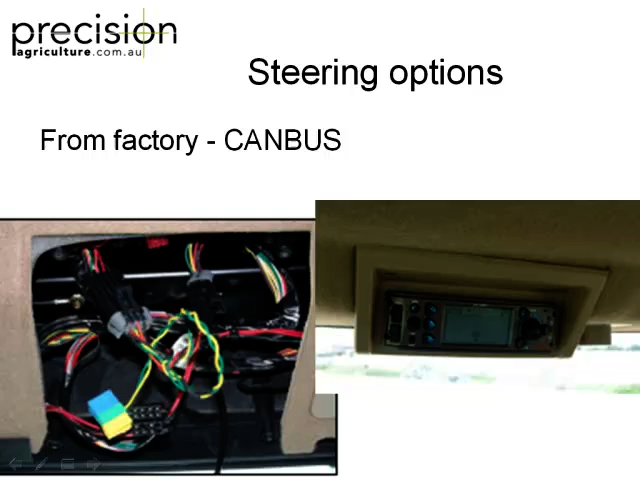 precision
agriculture.com.au
Steering options
From factory - CANBUS